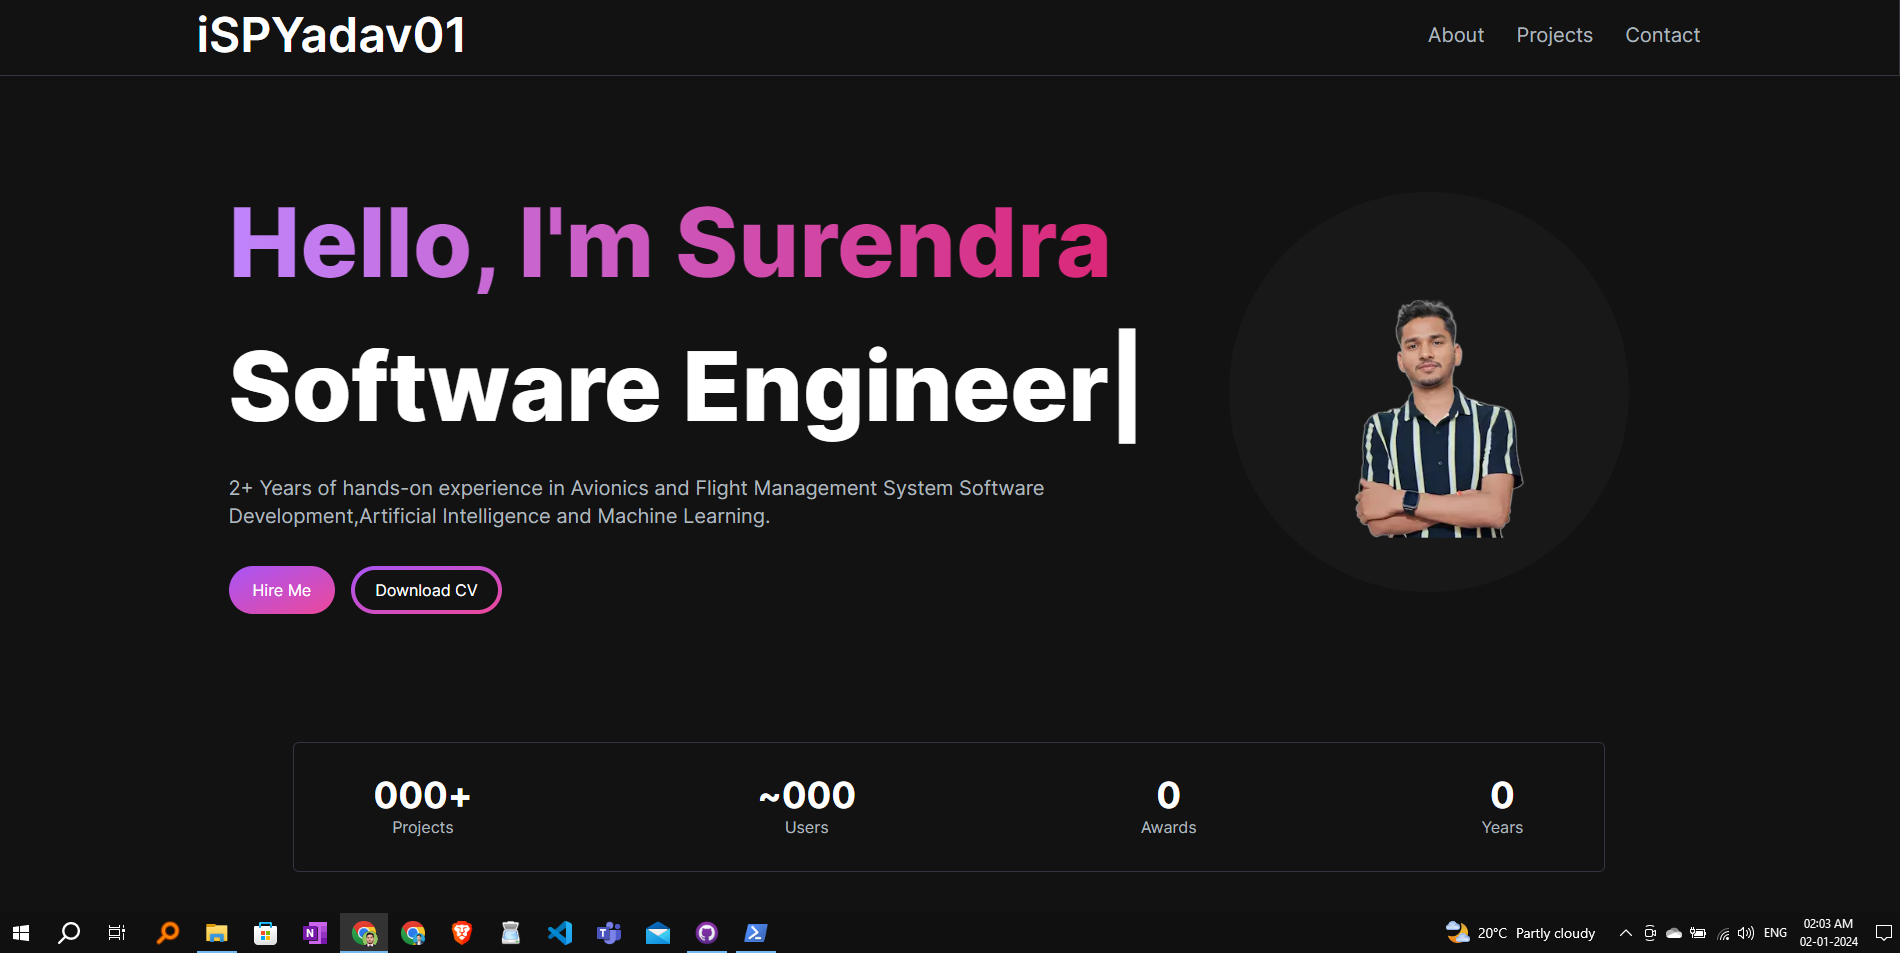 iSPYadav01
About
Projects
Contact
Hello, I'm Surendra
Software Engineer|
2+ Years of hands-on experience in Avionics and Flight Management System Software
Development,Artificial Intelligence and Machine Learning.
Hire Me
Download CV
000+
Projects
~000
Users
0
Awards
0
Years
20°C Partly cloudy
ENG
02:03 AM
02-01-2024